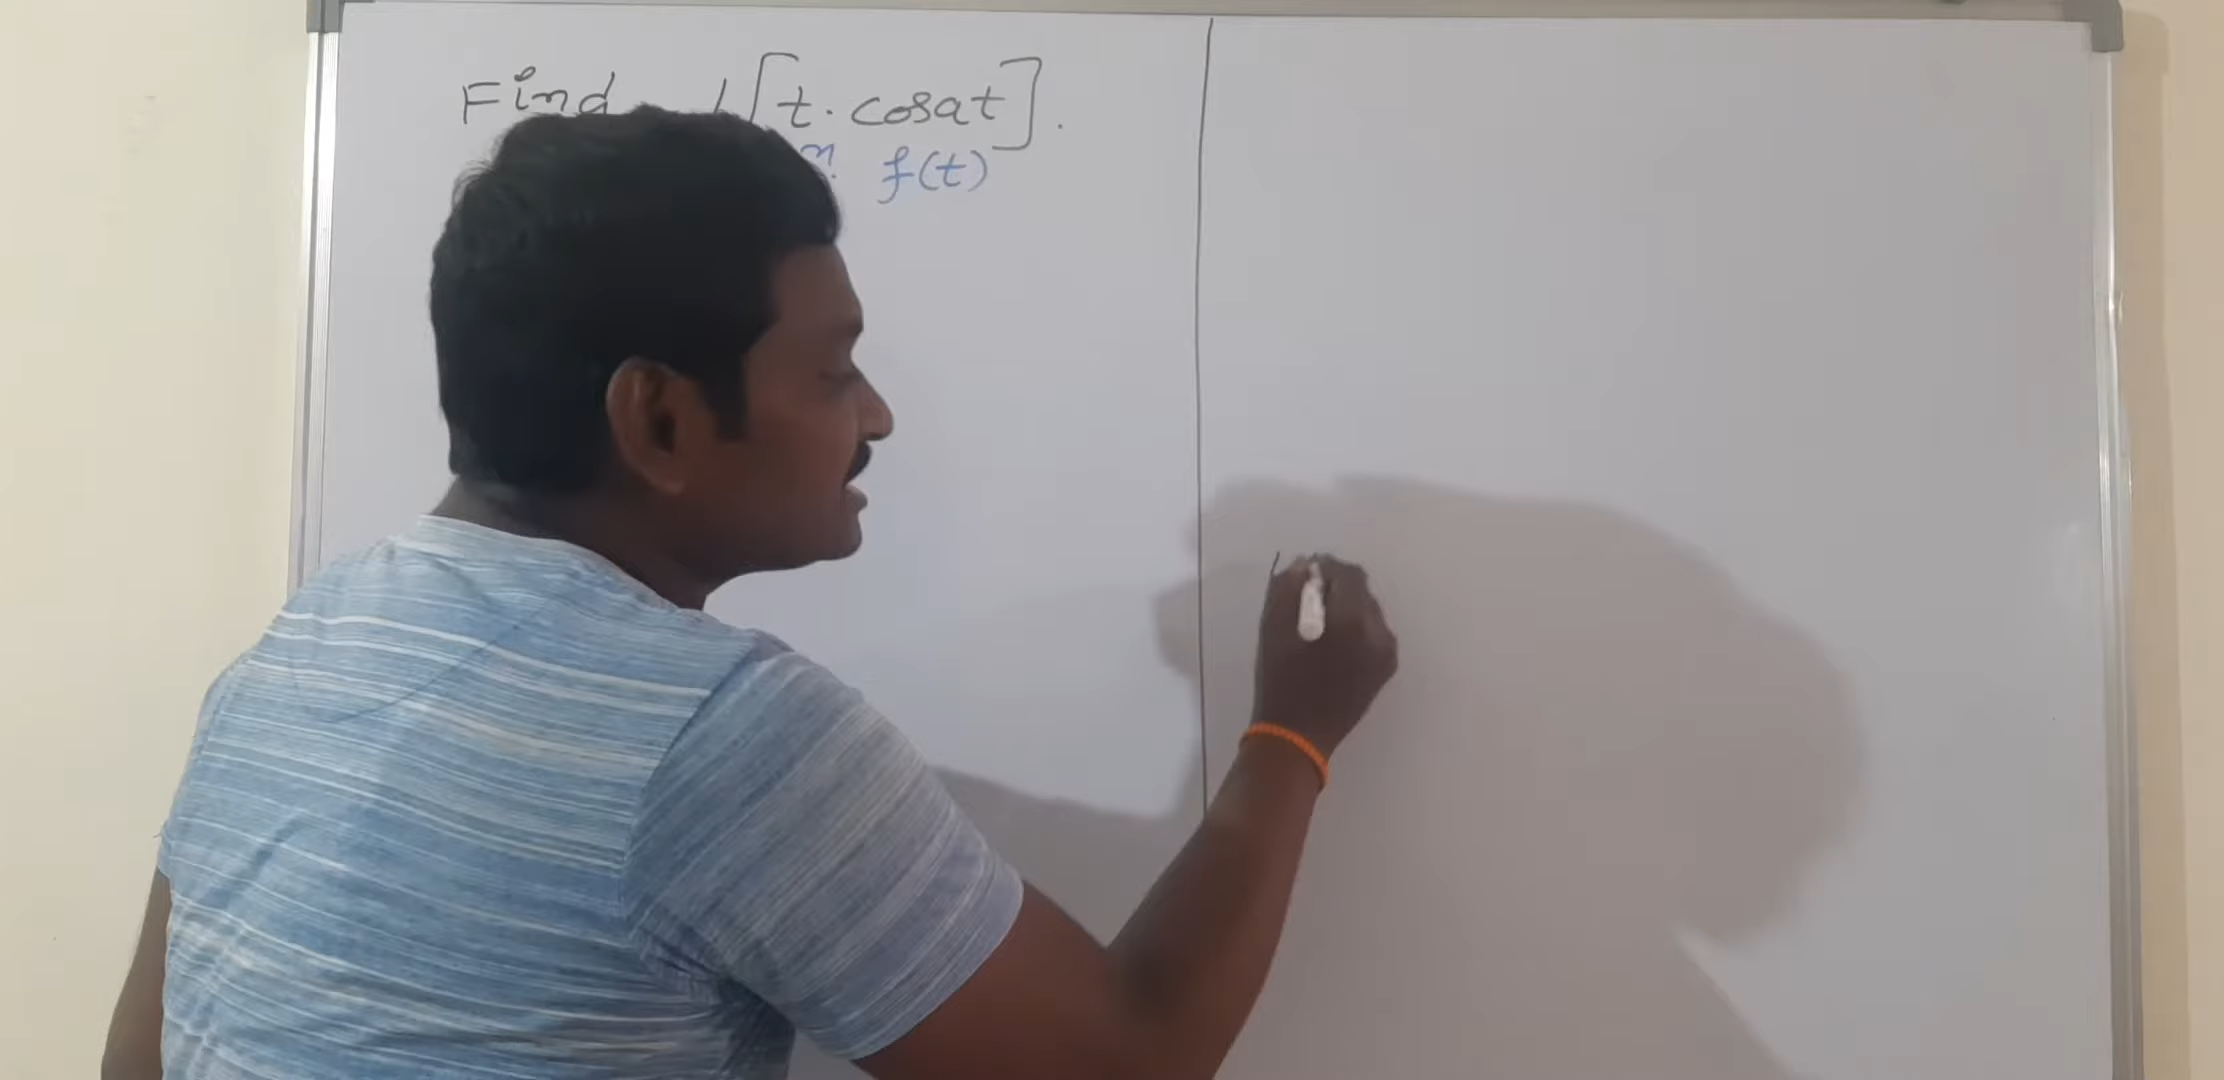 Find L[t. cosat].
n f(t)